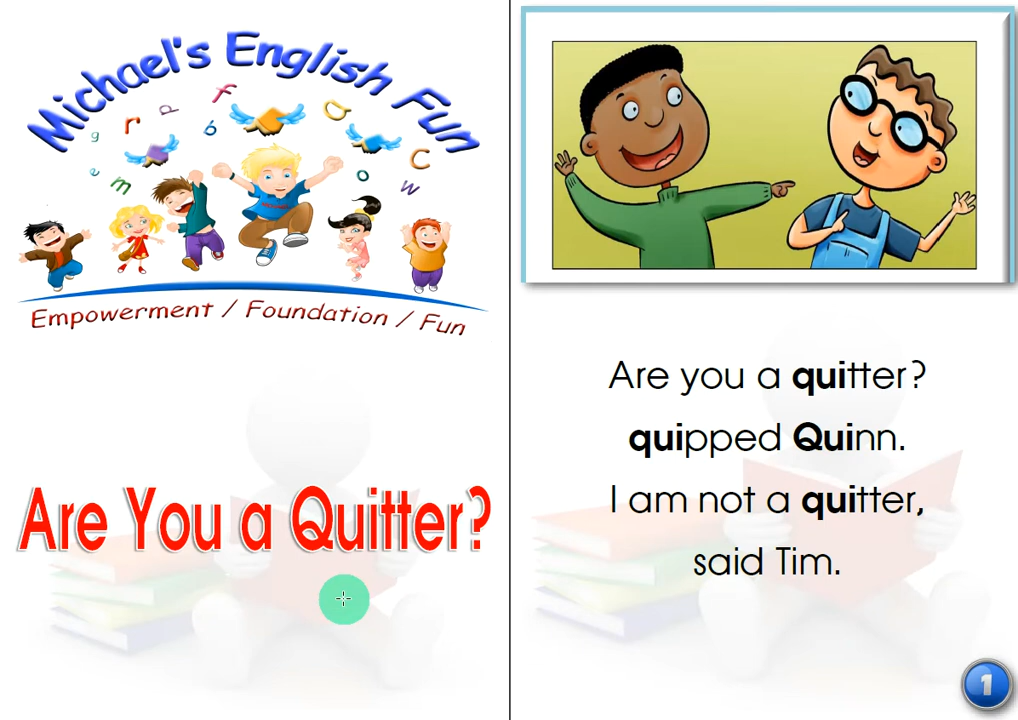 Michael's English Fun
f
a
p
r
b
g
C
e
m
o
w
Empowerment / Foundation / Fun
Are You a Quitter?
Are you a quitter?
quipped Quinn.
I am not a quitter,
said Tim.
1